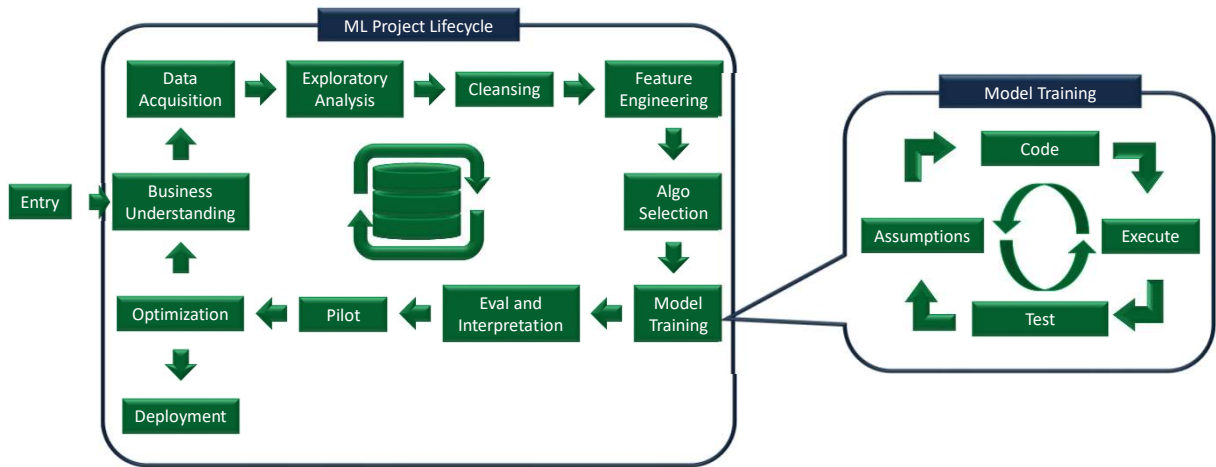 ML Project Lifecycle
Data
Acquisition
Exploratory
Analysis
Cleansing
Feature
Engineering
Entry
Business
Understanding
Algo
Selection
Optimization
Pilot
Eval and
Interpretation
Model
Training
Deployment
Model Training
Code
Assumptions
Execute
Test